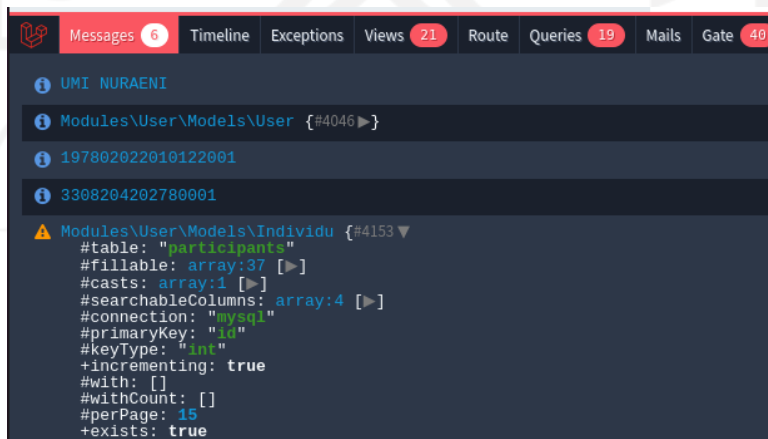 Messages 6 Timeline Exceptions Views 21 Route Queries 19 Mails Gate 40
UMI NURAENI
Modules\User\Models\User {#4046▶}
197802022010122001
3308204202780001
Modules\User\Models\Individu {#4153▼
#table: "participants"
#fillable: array:37 [▶]
#casts: array:1 [▶]
#searchableColumns: array:4 [▶]
#connection: "mysql"
#primaryKey: "id"
#keyType: "int"
+incrementing: true
#with: []
#withCount: []
#perPage: 15
+exists: true